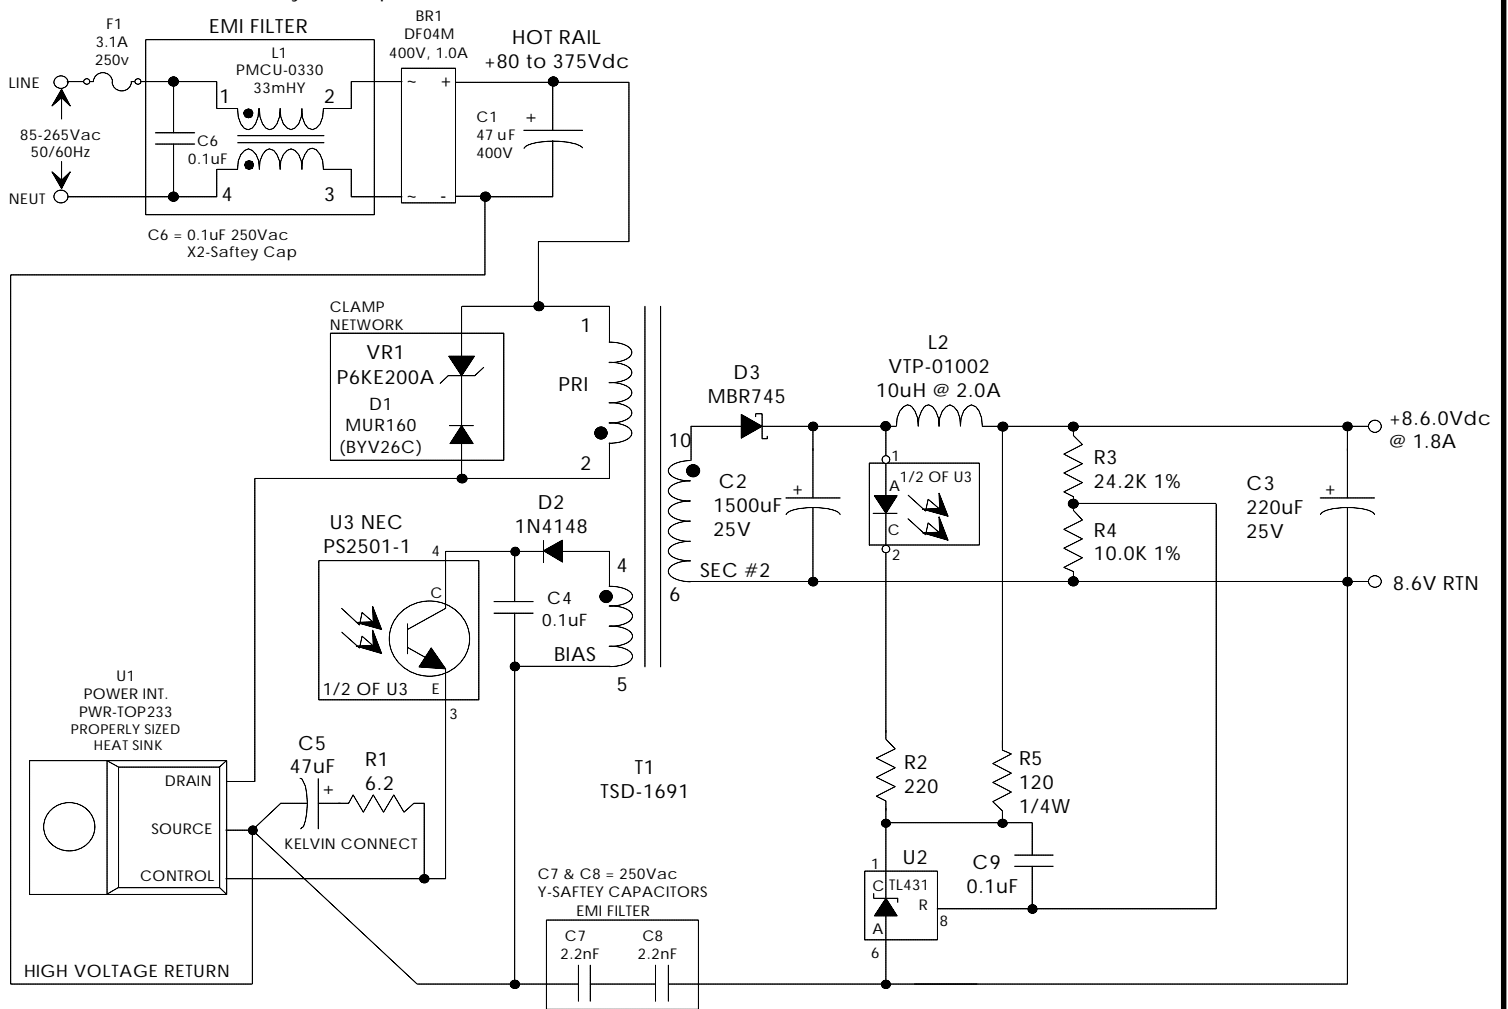 F1
3.1A
250v
EMI FILTER
L1
PMCU-0330
33mHY
BR1
DF04M
400V, 1.0A
HOT RAIL
+80 to 375Vdc
LINE
1
2
~
+
85-265Vac
50/60Hz
C6
0.1uF
C1
47 uF
400V
+
NEUT
4
3
~
-
C6 = 0.1uF 250Vac
X2-Saftey Cap
CLAMP
NETWORK
VR1
P6KE200A
D1
MUR160
(BYV26C)
1
PRI
2
D3
MBR745
L2
VTP-01002
10uH @ 2.0A
+8.6.0Vdc
@ 1.8A
10
C2
1500uF
25V
+
1
A
1/2 OF U3
C
2
R3
24.2K 1%
R4
10.0K 1%
C3
220uF
25V
+
SEC #2
6
8.6V RTN
U3 NEC
PS2501-1
4
C
1/2 OF U3
E
3
D2
1N4148
4
C4
0.1uF
BIAS
5
U1
POWER INT.
PWR-TOP233
PROPERLY SIZED
HEAT SINK
DRAIN
SOURCE
CONTROL
C5
47uF
+
R1
6.2
KELVIN CONNECT
T1
TSD-1691
R2
220
R5
120
1/4W
1
U2
C
TL431
R
A
8
6
C9
0.1uF
C7 & C8 = 250Vac
Y-SAFTEY CAPACITORS
EMI FILTER
C7
2.2nF
C8
2.2nF
HIGH VOLTAGE RETURN